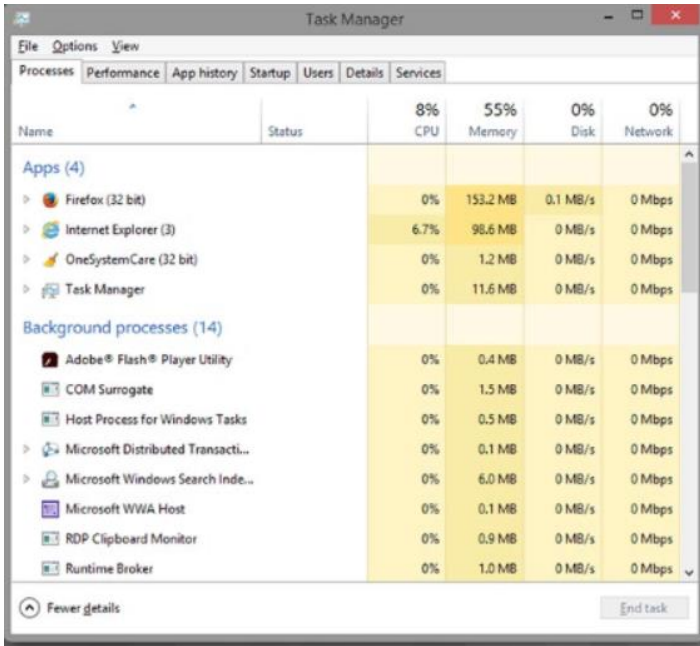 Task Manager
File Options View
Processes Performance App history Startup Users Details Services
8% 55% 0% 0%
Name Status CPU Memory Disk Network
Apps (4)
Firefox (32 bit) 0% 153.2 MB 0.1 MB/s 0 Mbps
Internet Explorer (3) 6.7% 98.6 MB 0 MB/s 0 Mbps
OneSystemCare (32 bit) 0% 1.2 MB 0 MB/s 0 Mbps
Task Manager 0% 11.6 MB 0 MB/s 0 Mbps
Background processes (14)
Adobe® Flash® Player Utility 0% 0.4 MB 0 MB/s 0 Mbps
COM Surrogate 0% 1.5 MB 0 MB/s 0 Mbps
Host Process for Windows Tasks 0% 0.5 MB 0 MB/s 0 Mbps
Microsoft Distributed Transacti... 0% 0.1 MB 0 MB/s 0 Mbps
Microsoft Windows Search Inde... 0% 6.0 MB 0 MB/s 0 Mbps
Microsoft WWA Host 0% 0.1 MB 0 MB/s 0 Mbps
RDP Clipboard Monitor 0% 0.9 MB 0 MB/s 0 Mbps
Runtime Broker 0% 1.0 MB 0 MB/s 0 Mbps
Fewer details End task